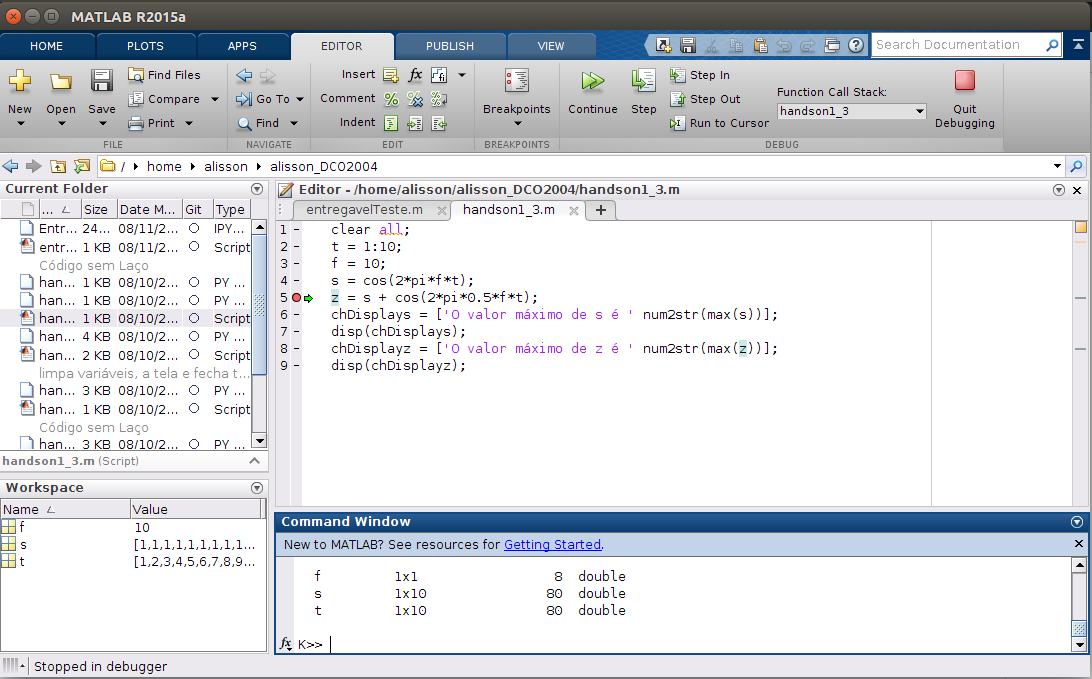 MATLAB R2015a
HOME PLOTS APPS EDITOR PUBLISH VIEW
Search Documentation
New
Open
Save
Find Files
Compare
Print
FILE
Go To
Find
NAVIGATE
Insert
Comment
Indent
fx
EDIT
Breakpoints
BREAKPOINTS
Continue
Step
Step In
Step Out
Run to Cursor
Function Call Stack:
handson1_3
DEBUG
Quit Debugging
/ home alisson alisson_DCO2004
Current Folder
... Size Date M... Git Type
Entr... 24... 08/11/2... IPY...
entr... 1 KB 08/11/2... Script
Código sem Laço
han... 1 KB 08/10/2... PY ...
han... 1 KB 08/10/2... PY ...
han... 1 KB 08/10/2... Script
han... 4 KB 08/10/2... PY ...
han... 2 KB 08/10/2... Script
limpa variáveis, a tela e fecha t...
han... 3 KB 08/10/2... PY ...
han... 1 KB 08/10/2... Script
Código sem Laço
han... 3 KB 08/10/2... PY ...
handson1_3.m (Script)
Workspace
Name Value
f 10
s [1,1,1,1,1,1,1,1,1...
t [1,2,3,4,5,6,7,8,9...
Editor - /home/alisson/alisson_DCO2004/handson1_3.m
entregavelTeste.m handson1_3.m +
1 - clear all;
2 - t = 1:10;
3 - f = 10;
4 - s = cos(2*pi*f*t);
5 z = s + cos(2*pi*0.5*f*t);
6 - chDisplays = ['O valor máximo de s é ' num2str(max(s))];
7 - disp(chDisplays);
8 - chDisplayz = ['O valor máximo de z é ' num2str(max(z))];
9 - disp(chDisplayz);
Command Window
New to MATLAB? See resources for Getting Started.
f 1x1 8 double
s 1x10 80 double
t 1x10 80 double
fx K>>
Stopped in debugger